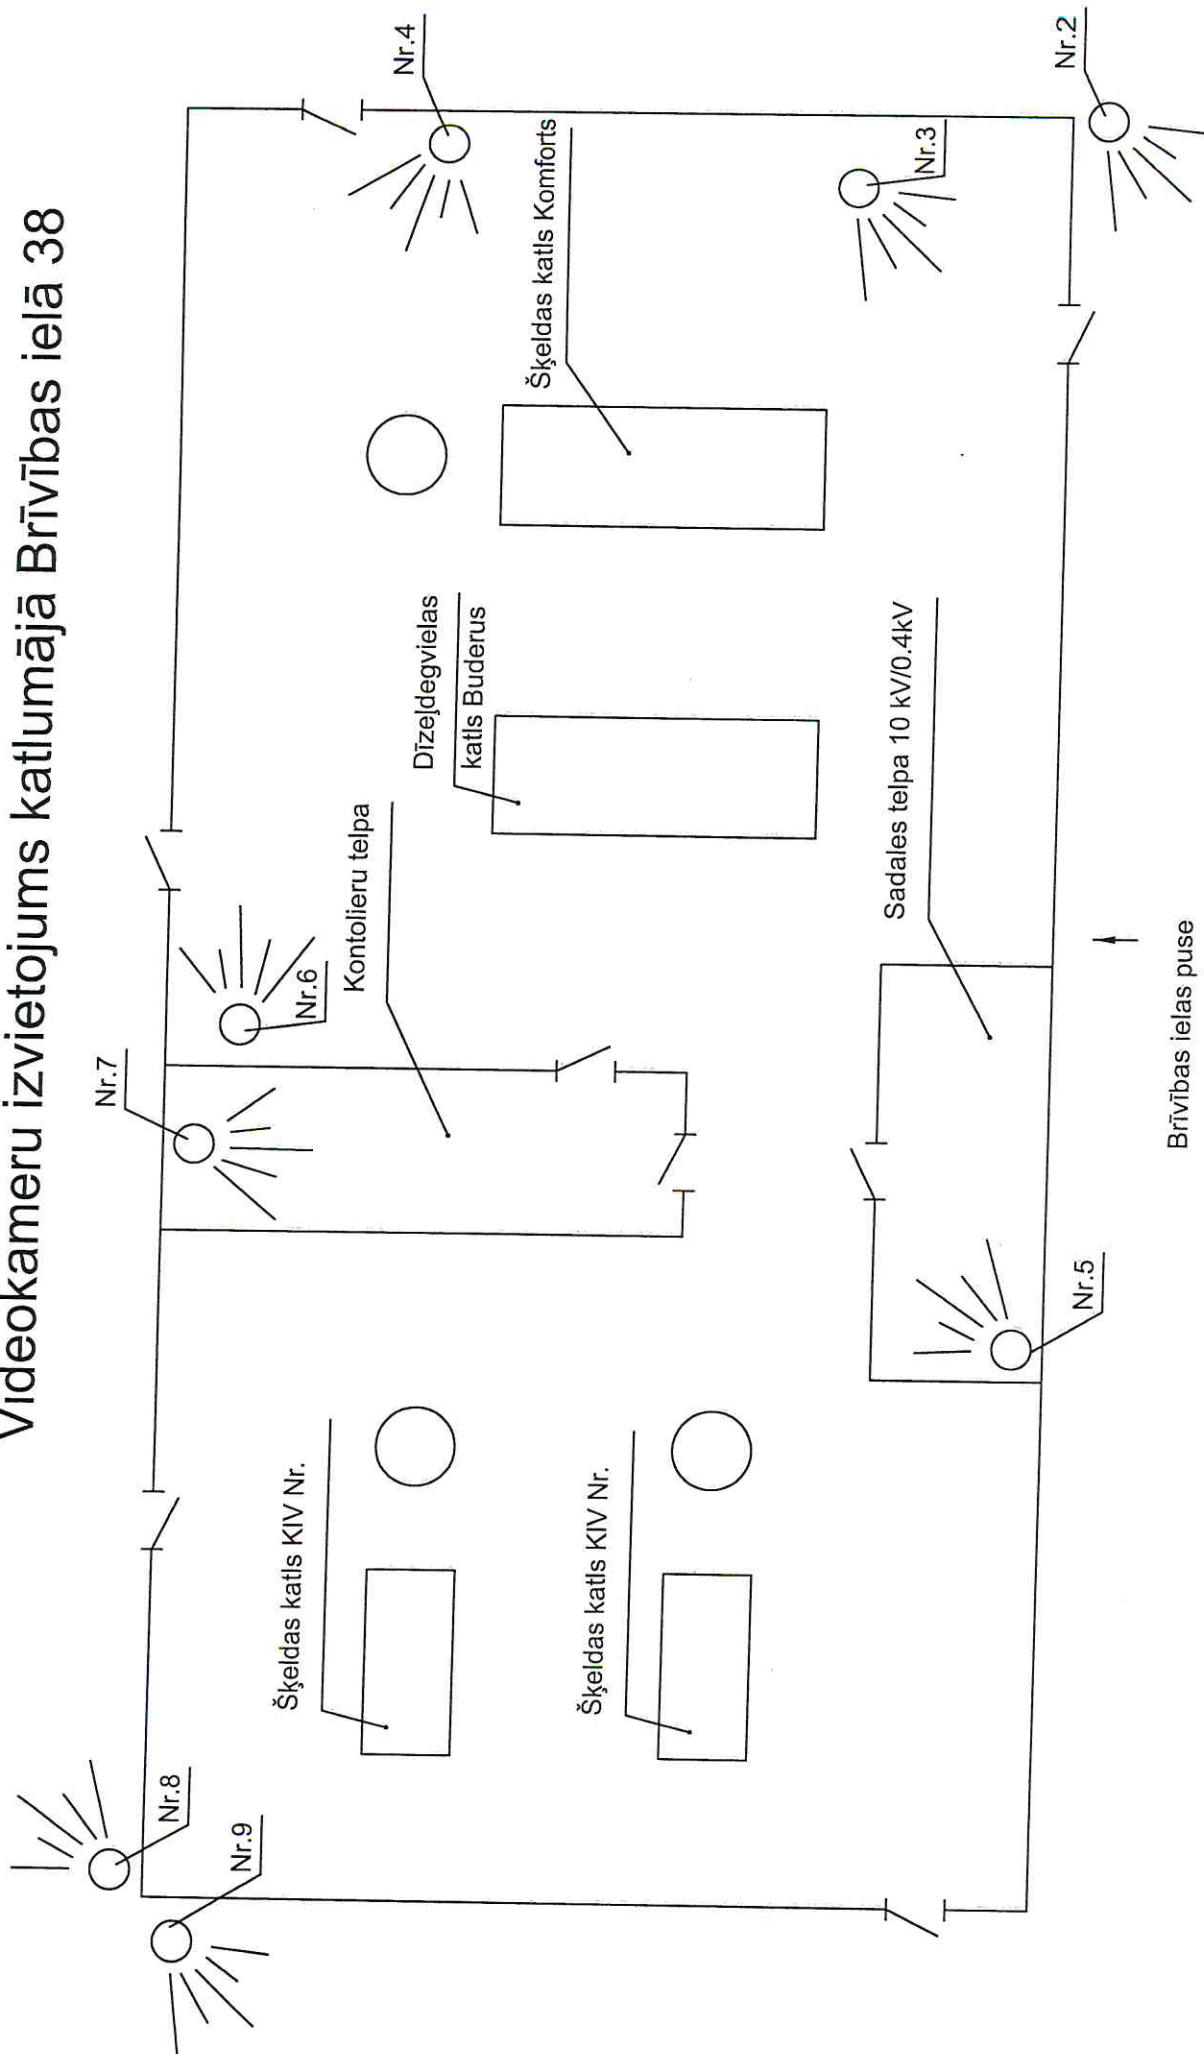 Videokameru izvietojums katlumājā Brīvības ielā 38
Nr.8
Nr.9
Nr.7
Nr.6
Nr.4
Kontolieru telpa
Dīzeļdegvielas
katls Buderus
Šķeldas katls Komforts
Šķeldas katls KIV Nr.
Šķeldas katls KIV Nr.
Sadales telpa 10 kV/0.4kV
Nr.3
Nr.5
Nr.2
Brīvības ielas puse